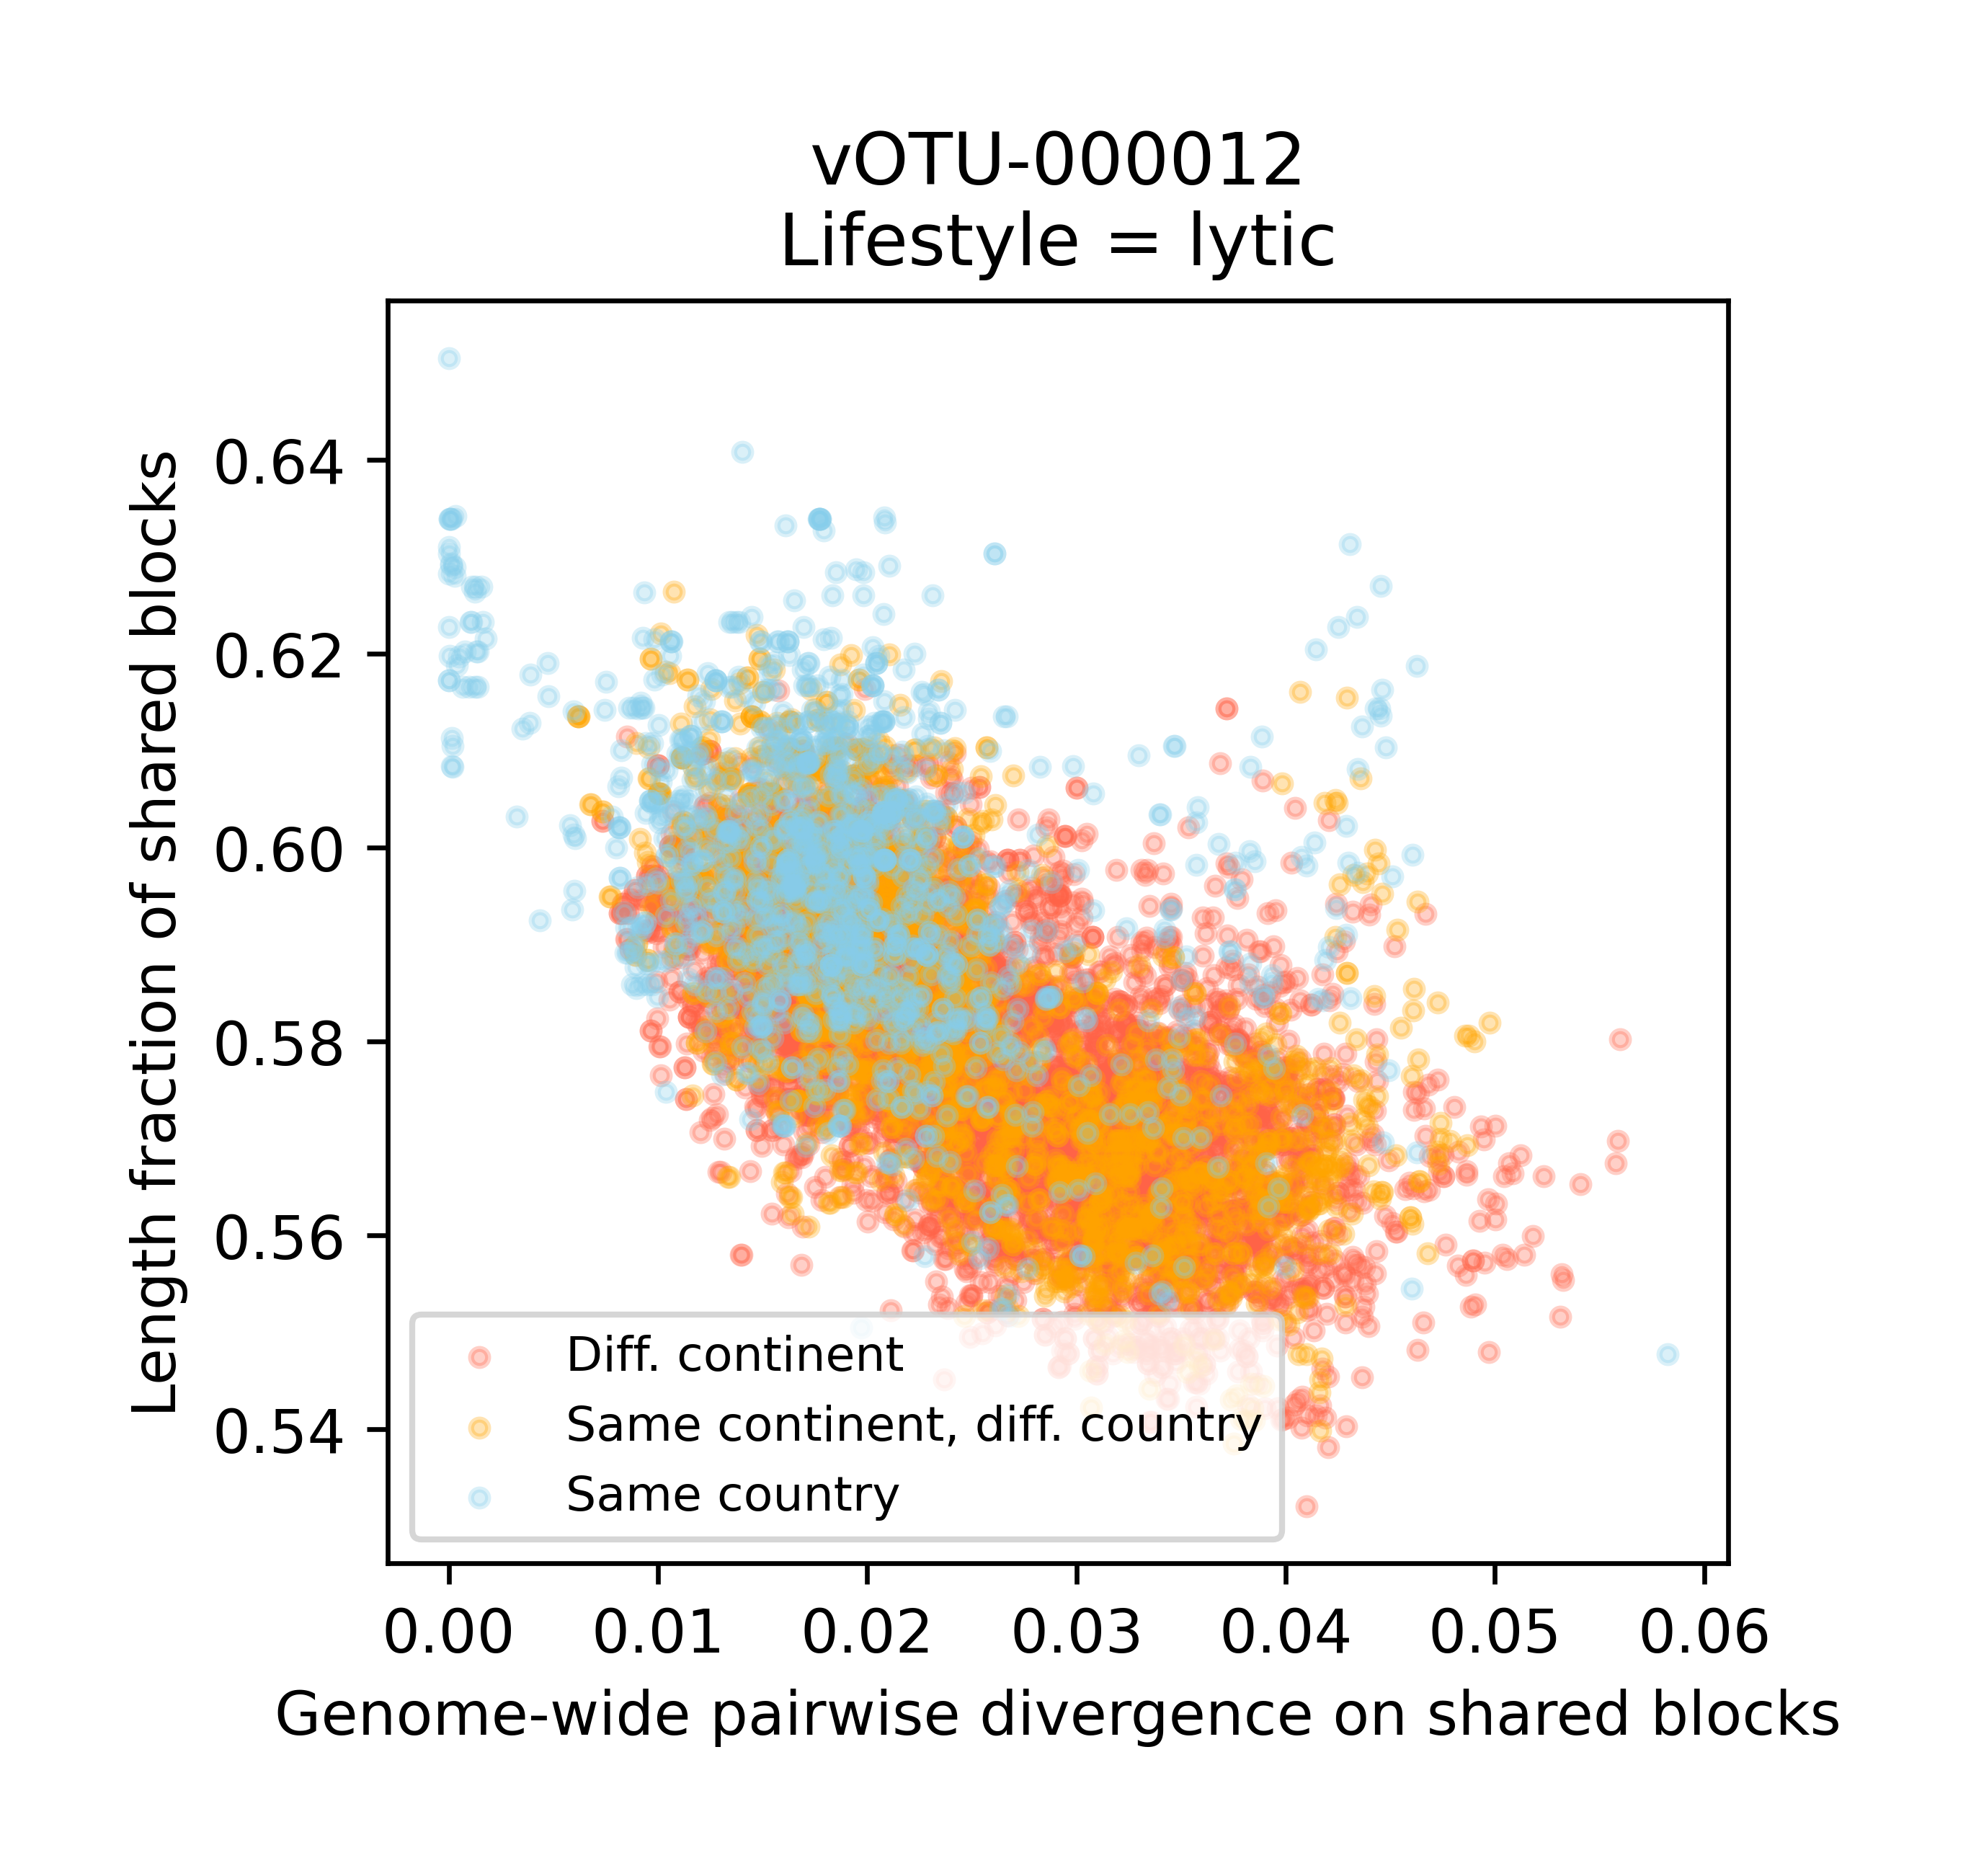 vOTU-000012
Lifestyle = lytic
Length fraction of shared blocks
0.64
0.62
0.60
0.58
0.56
0.54
Diff. continent
Same continent, diff. country
Same country
0.00 0.01 0.02 0.03 0.04 0.05 0.06
Genome-wide pairwise divergence on shared blocks